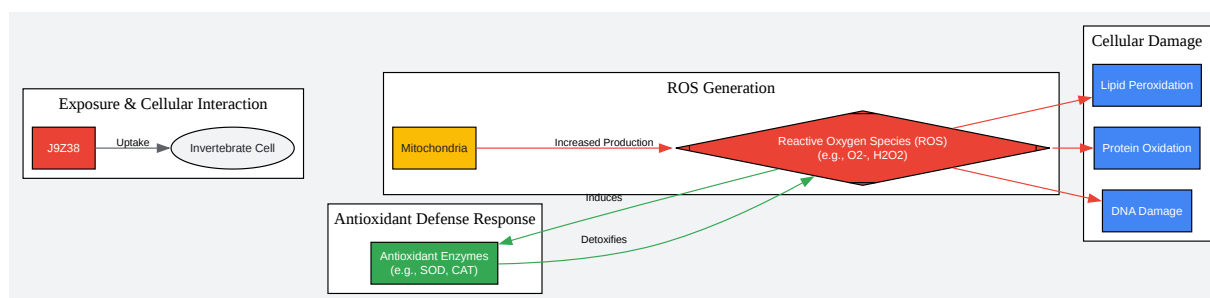 Exposure & Cellular Interaction
J9Z38
Uptake
Invertebrate Cell
ROS Generation
Mitochondria
Increased Production
Reactive Oxygen Species (ROS)
(e.g., O2-, H2O2)
Antioxidant Defense Response
Induces
Detoxifies
Antioxidant Enzymes
(e.g., SOD, CAT)
Cellular Damage
Lipid Peroxidation
Protein Oxidation
DNA Damage